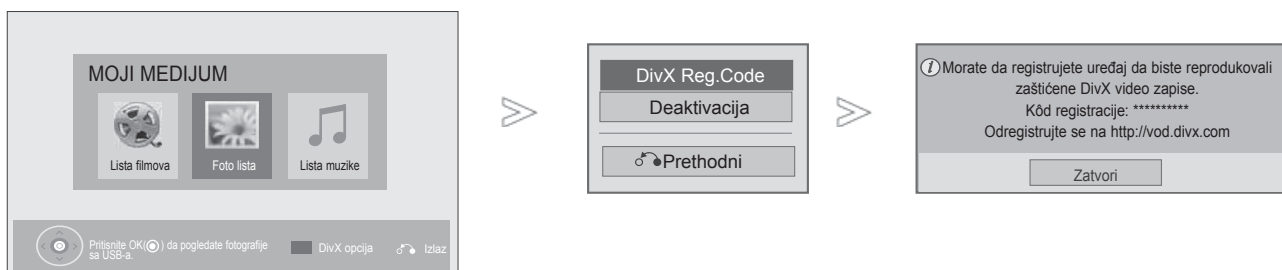 MOJI MEDIJUM
Lista filmova
Foto lista
Lista muzike
Pritisnite OK(◉) da pogledate fotografije
sa USB-a.
DivX opcija
Izlaz
DivX Reg.Code
Deaktivacija
Prethodni
Morate da registrujete uređaj da biste reprodukovali
zaštićene DivX video zapise.
Kôd registracije: **********
Odregistrujte se na http://vod.divx.com
Zatvori